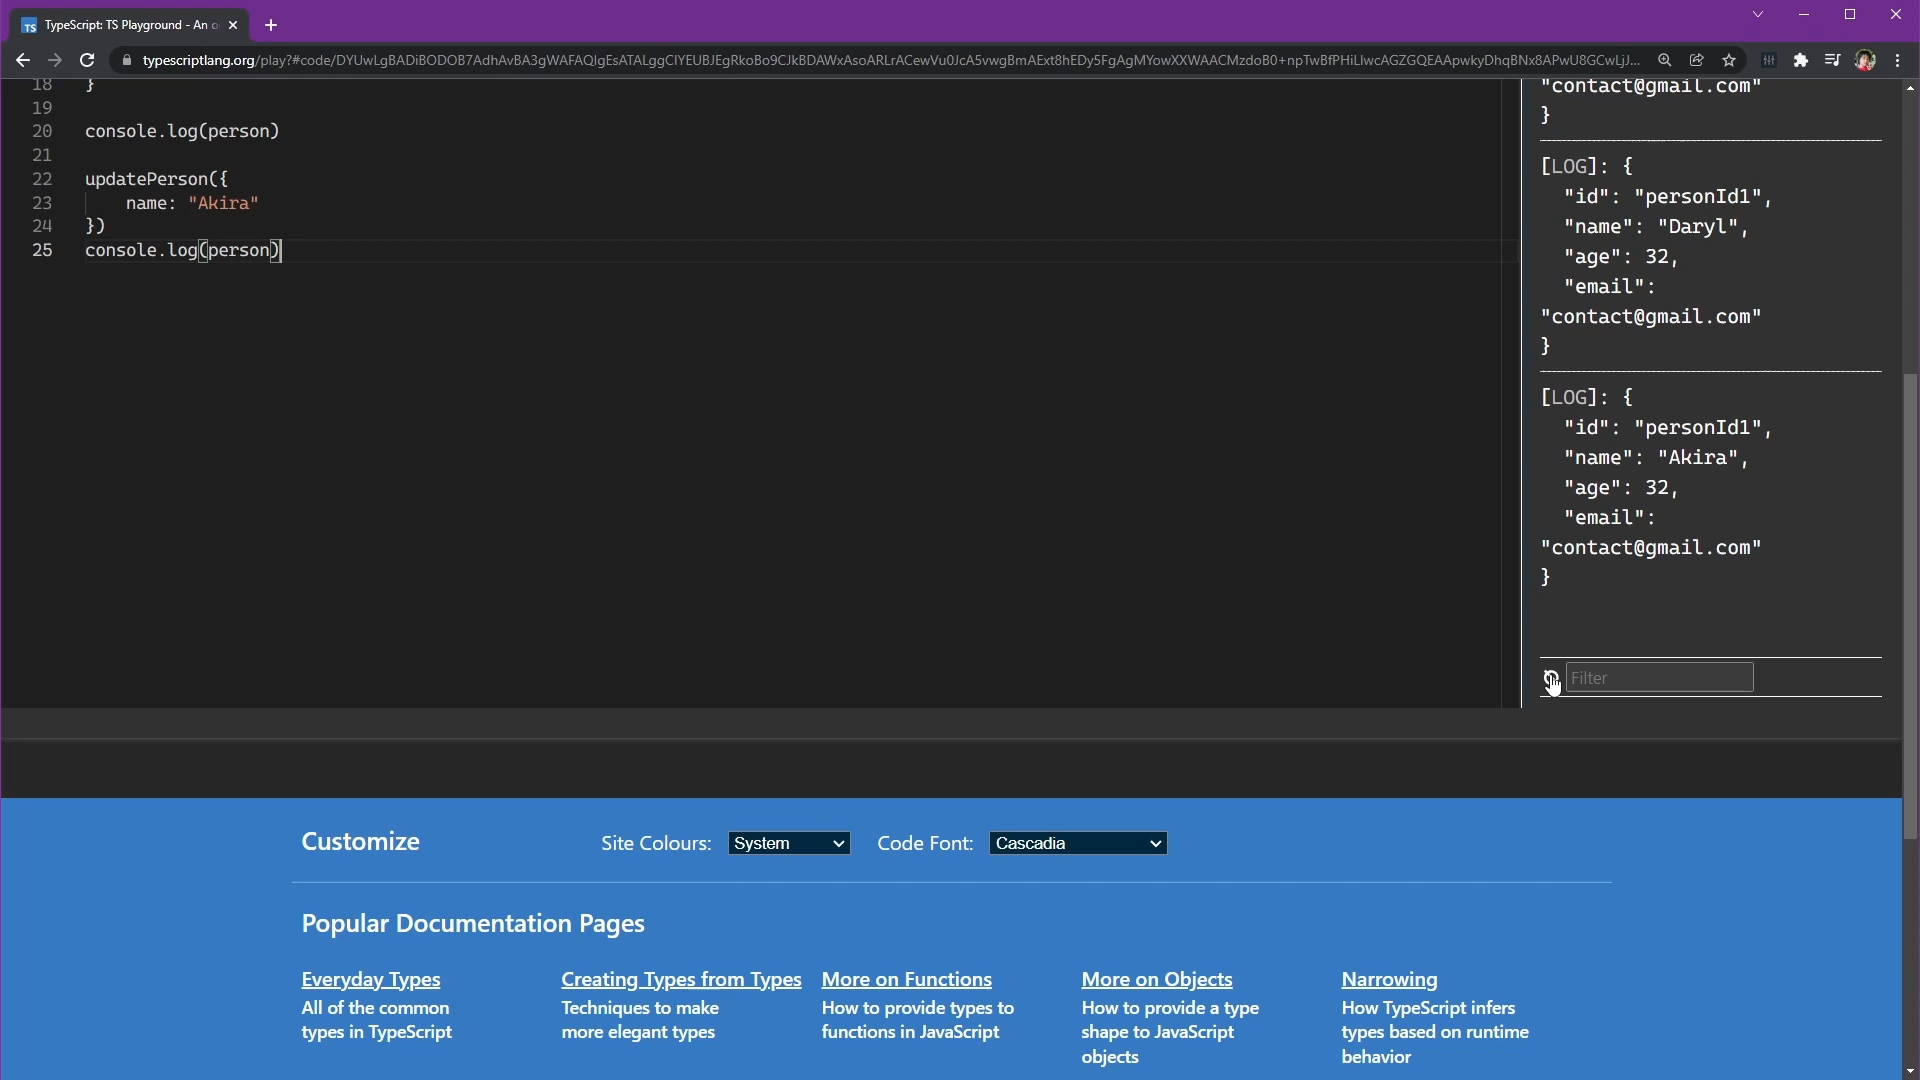 TypeScript: TS Playground - An o
typescriptlang.org/play?#code/DYUwLgBADiBODOB7AdhAvBA3gWAFAQIgEsATALggCIYEUBJEgRkoBo9CJkBDAWxAsoARLrACewVu0JcA5vwgBmAExt8hEDy5FgAgMYowXXWAACMzdoB0+npTwBfPHiLIwcAGZGQEAApwkyDhqBNx8APwU8GCwLjJ...
18 }
19
20 console.log(person)
21
22 updatePerson({
23 name: "Akira"
24 })
25 console.log(person)
"contact@gmail.com"
}
[LOG]: {
"id": "personId1",
"name": "Daryl",
"age": 32,
"email":
"contact@gmail.com"
}
[LOG]: {
"id": "personId1",
"name": "Akira",
"age": 32,
"email":
"contact@gmail.com"
}
Filter
Customize
Site Colours: System
Code Font: Cascadia
Popular Documentation Pages
Everyday Types
All of the common
types in TypeScript
Creating Types from Types
Techniques to make
more elegant types
More on Functions
How to provide types to
functions in JavaScript
More on Objects
How to provide a type
shape to JavaScript
objects
Narrowing
How TypeScript infers
types based on runtime
behavior